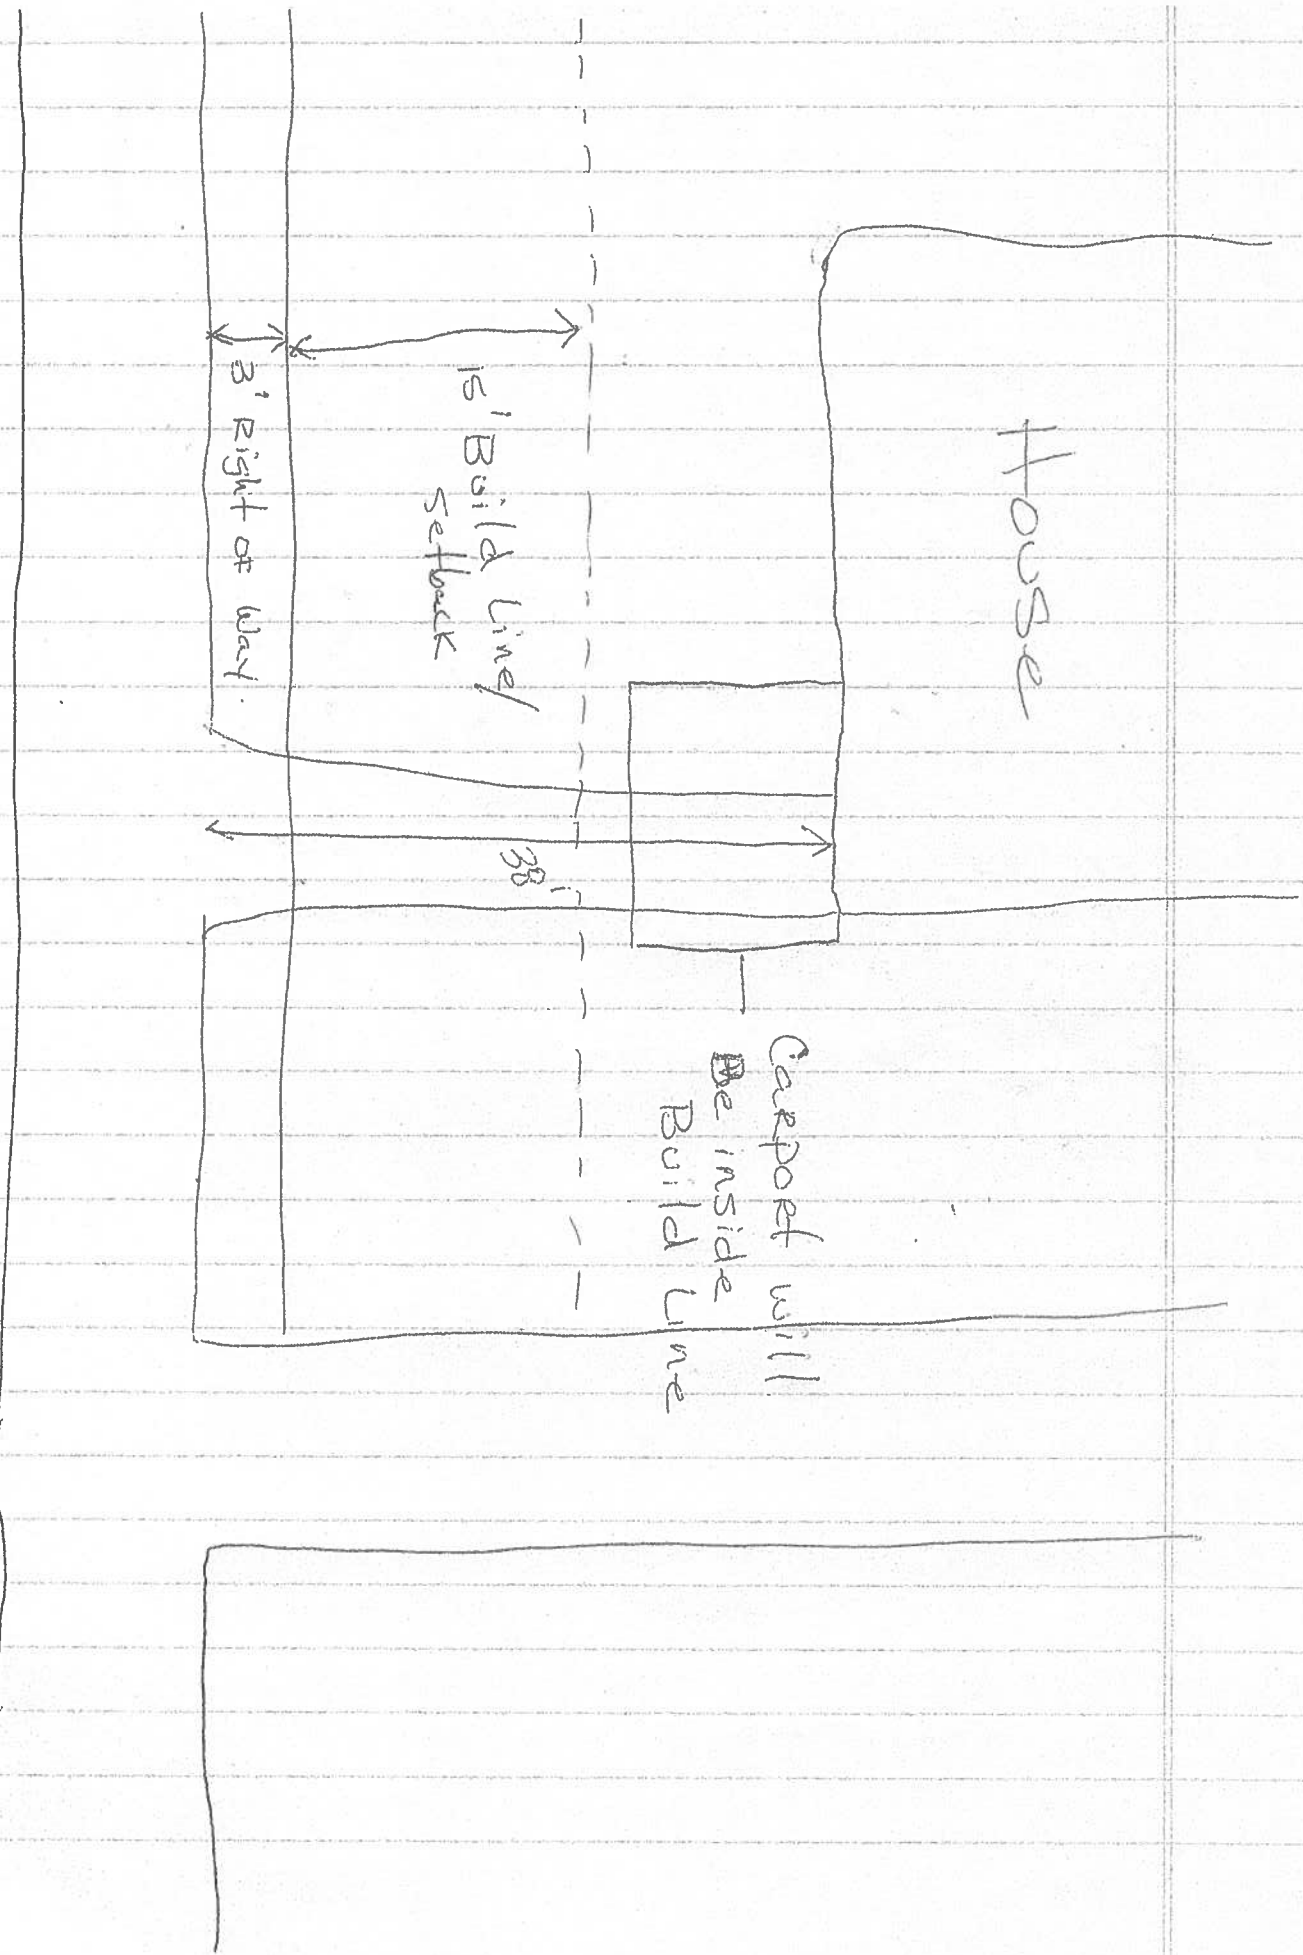 House
Carport will
Be inside
Build Line
38'
15' Build Line/
Setback
3' Right of Way.